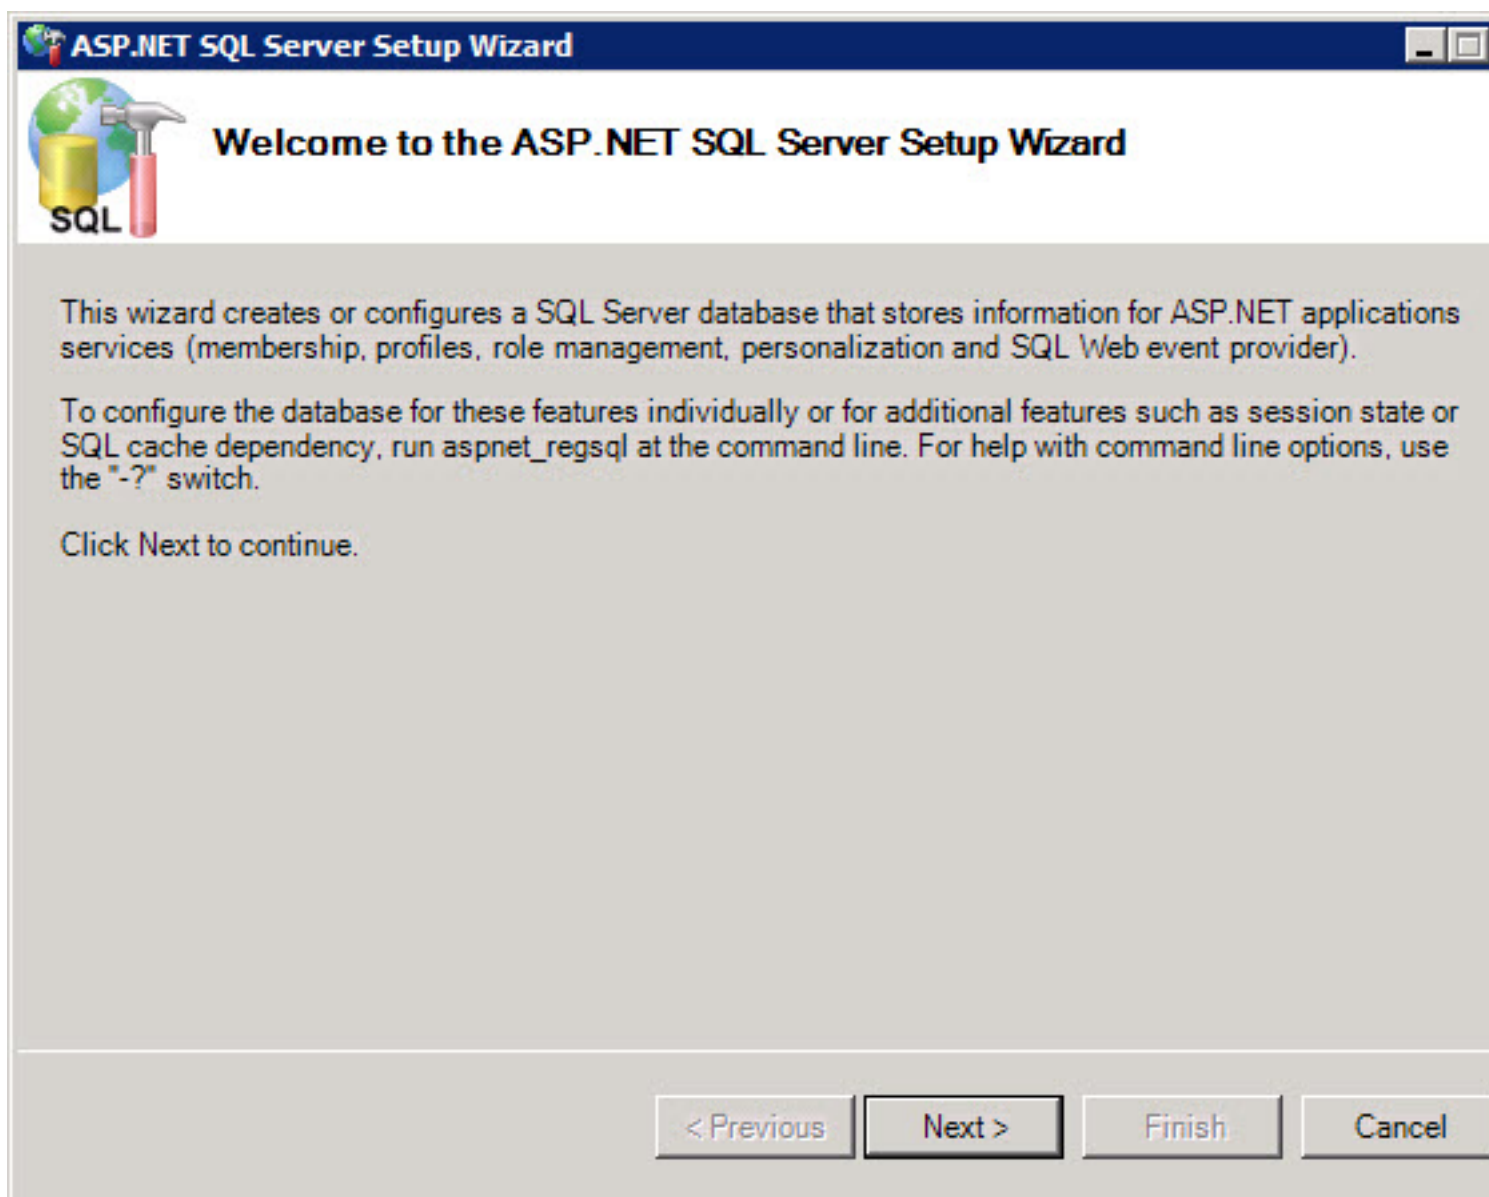 ASP.NET SQL Server Setup Wizard
Welcome to the ASP.NET SQL Server Setup Wizard
SQL
This wizard creates or configures a SQL Server database that stores information for ASP.NET applications
services (membership, profiles, role management, personalization and SQL Web event provider).
To configure the database for these features individually or for additional features such as session state or
SQL cache dependency, run aspnet_regsql at the command line. For help with command line options, use
the "-?" switch.
Click Next to continue.
< Previous Next > Finish Cancel